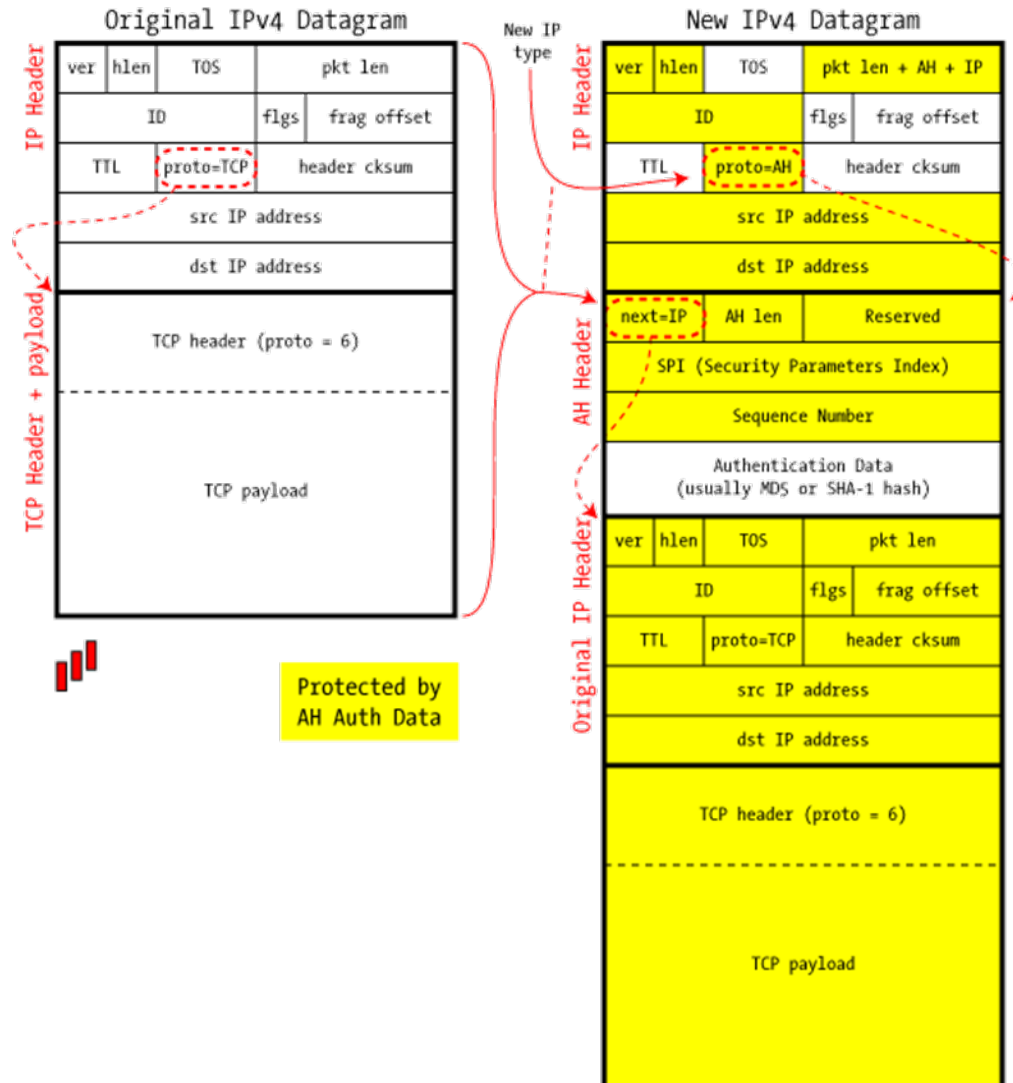 Original IPv4 Datagram
IP Header
ver hlen TOS pkt len
ID flgs frag offset
TTL proto=TCP header cksum
src IP address
dst IP address
TCP Header + payload
TCP header (proto = 6)
TCP payload
Protected by
AH Auth Data
New IP
type
New IPv4 Datagram
IP Header
ver hlen TOS pkt len + AH + IP
ID flgs frag offset
TTL proto=AH header cksum
src IP address
dst IP address
AH Header
next=IP AH len Reserved
SPI (Security Parameters Index)
Sequence Number
Authentication Data
(usually MD5 or SHA-1 hash)
Original IP Header
ver hlen TOS pkt len
ID flgs frag offset
TTL proto=TCP header cksum
src IP address
dst IP address
TCP header (proto = 6)
TCP payload